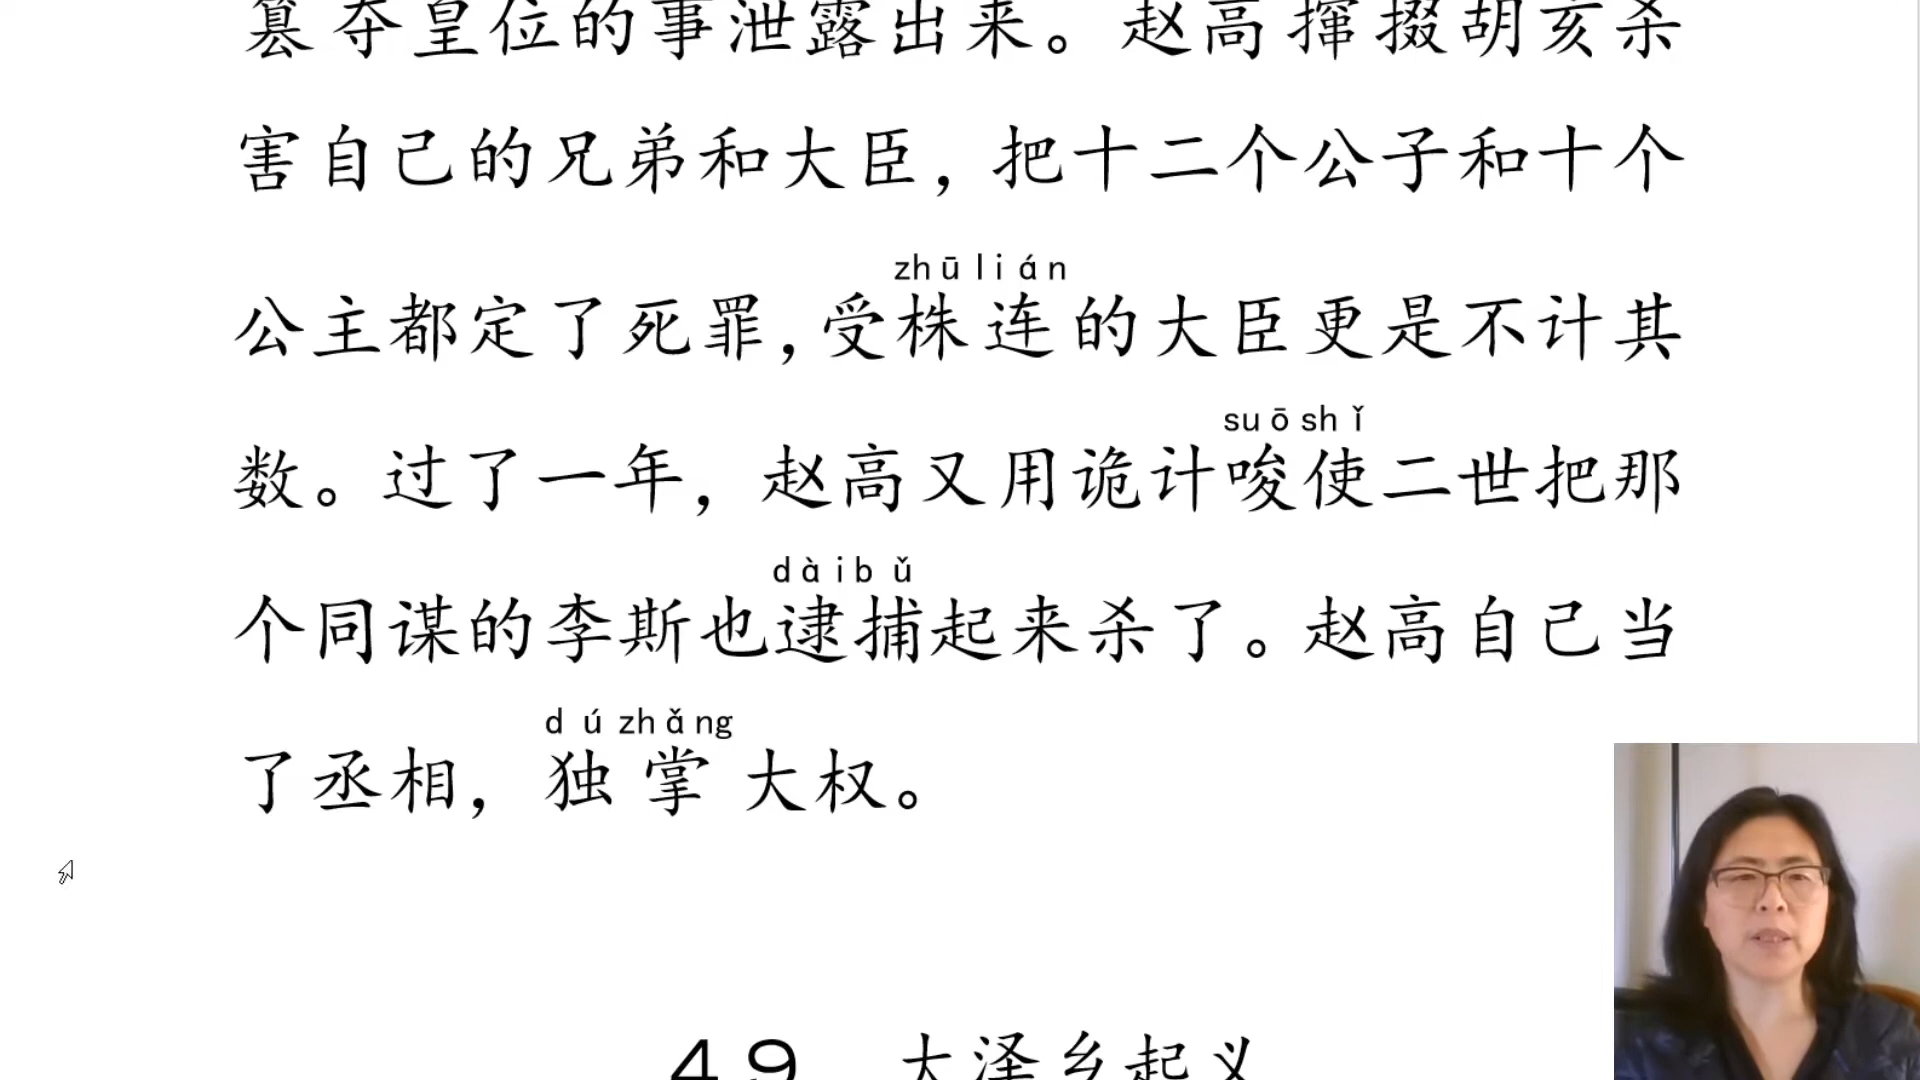 篡夺皇位的事泄露出来。赵高撺掇胡亥杀
害自己的兄弟和大臣，把十二个公子和十个
zhūlián
公主都定了死罪，受株连的大臣更是不计其
suōshǐ
数。过了一年，赵高又用诡计唆使二世把那
dàibǔ
个同谋的李斯也逮捕起来杀了。赵高自己当
dúzhǎng
了丞相，独掌大权。
49 大泽乡起义